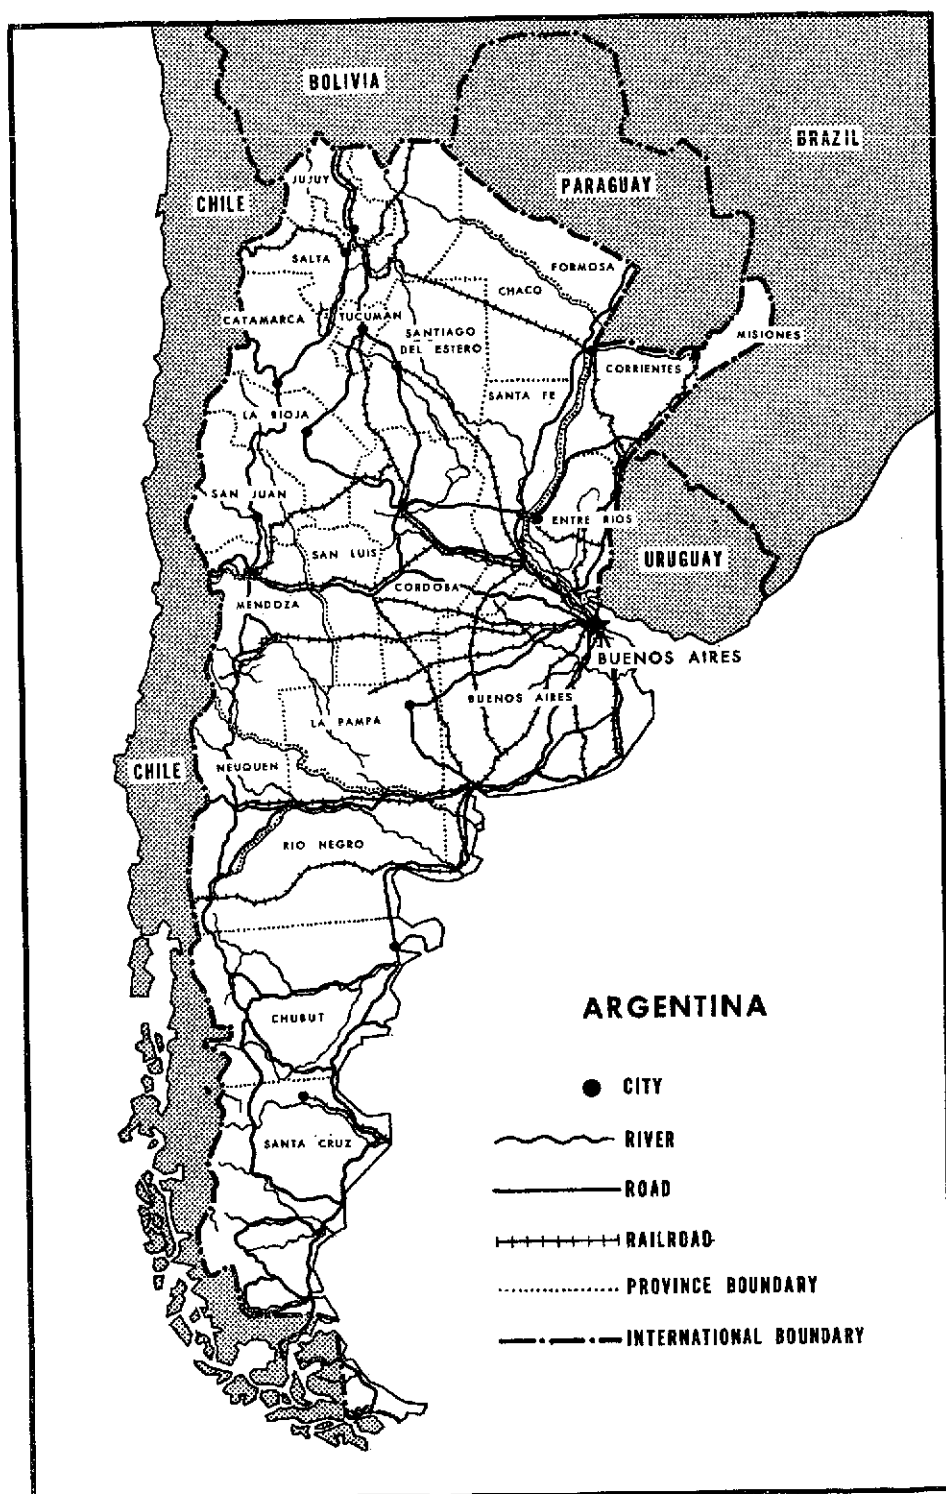 BOLIVIA
BRAZIL
PARAGUAY
CHILE
JUJUY
SALTA
FORMOSA
CHACO
CATAMARCA
TUCUMAN
SANTIAGO
DEL ESTERO
MISIONES
CORRIENTES
SANTA FE
LA RIOJA
SAN JUAN
ENTRE RIOS
SAN LUIS
URUGUAY
CORDOBA
MENDOZA
BUENOS AIRES
BUENOS AIRES
LA PAMPA
CHILE
NEUQUEN
RIO NEGRO
ARGENTINA
CHUBUT
CITY
RIVER
SANTA CRUZ
ROAD
RAILROAD
PROVINCE BOUNDARY
INTERNATIONAL BOUNDARY